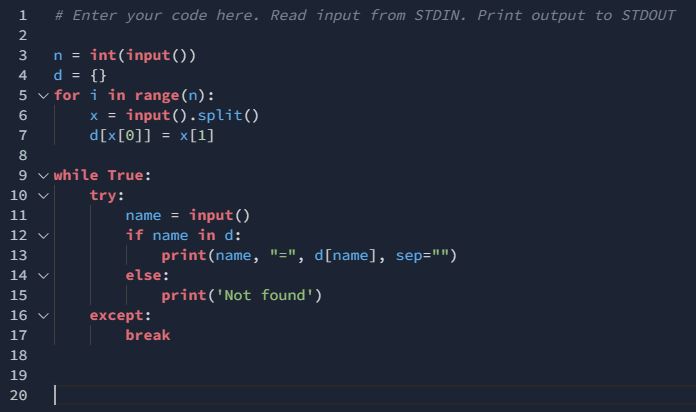 1 # Enter your code here. Read input from STDIN. Print output to STDOUT
2
3 n = int(input())
4 d = {}
5 for i in range(n):
6     x = input().split()
7     d[x[0]] = x[1]
8
9 while True:
10     try:
11         name = input()
12         if name in d:
13             print(name, "=", d[name], sep="")
14         else:
15             print('Not found')
16     except:
17         break
18
19
20